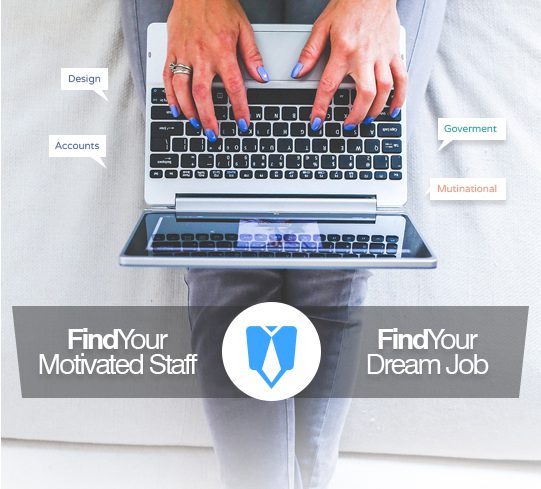 Design
Accounts
Goverment
Mutinational
FindYour
Motivated Staff
FindYour
Dream Job